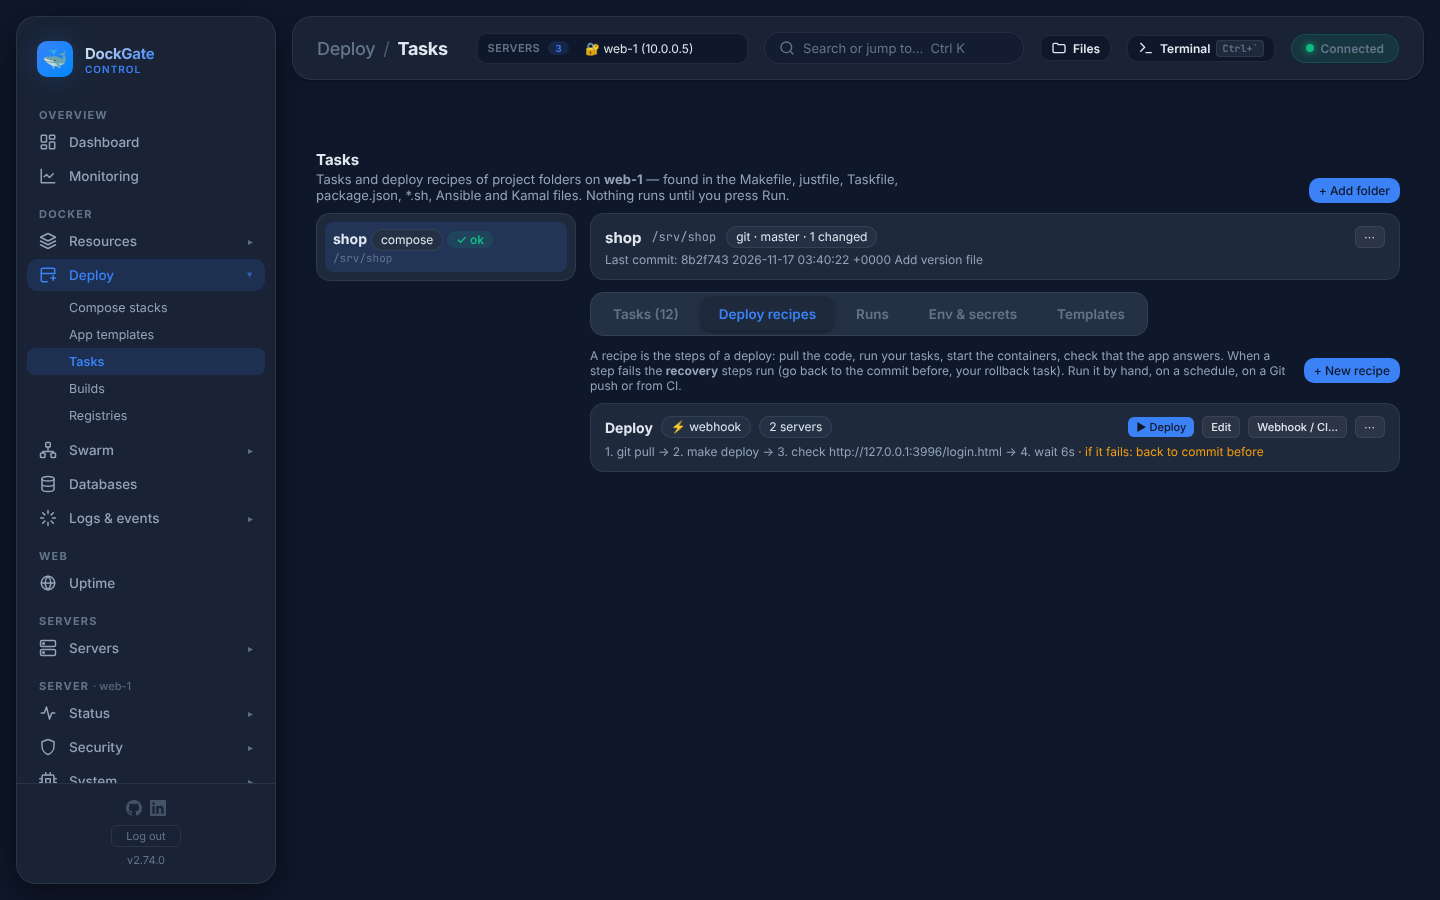 DockGate
CONTROL
OVERVIEW
Dashboard
Monitoring
DOCKER
Resources
Deploy
Compose stacks
App templates
Tasks
Builds
Registries
Swarm
Databases
Logs & events
WEB
Uptime
SERVERS
Servers
SERVER · web-1
Status
Security
System
Log out
v2.74.0
Deploy / Tasks
SERVERS 3 web-1 (10.0.0.5)
Search or jump to... Ctrl K
Files
Terminal Ctrl+`
Connected
Tasks
Tasks and deploy recipes of project folders on web-1 — found in the Makefile, justfile, Taskfile,
package.json, *.sh, Ansible and Kamal files. Nothing runs until you press Run.
+ Add folder
shop compose ✓ ok
/srv/shop
shop /srv/shop git · master · 1 changed
...
Last commit: 8b2f743 2026-11-17 03:40:22 +0000 Add version file
Tasks (12) Deploy recipes Runs Env & secrets Templates
A recipe is the steps of a deploy: pull the code, run your tasks, start the containers, check that the app answers. When a
step fails the recovery steps run (go back to the commit before, your rollback task). Run it by hand, on a schedule, on a Git
push or from CI.
+ New recipe
Deploy ⚡ webhook 2 servers
▶ Deploy Edit Webhook / CI... ...
1. git pull → 2. make deploy → 3. check http://127.0.0.1:3996/login.html → 4. wait 6s · if it fails: back to commit before